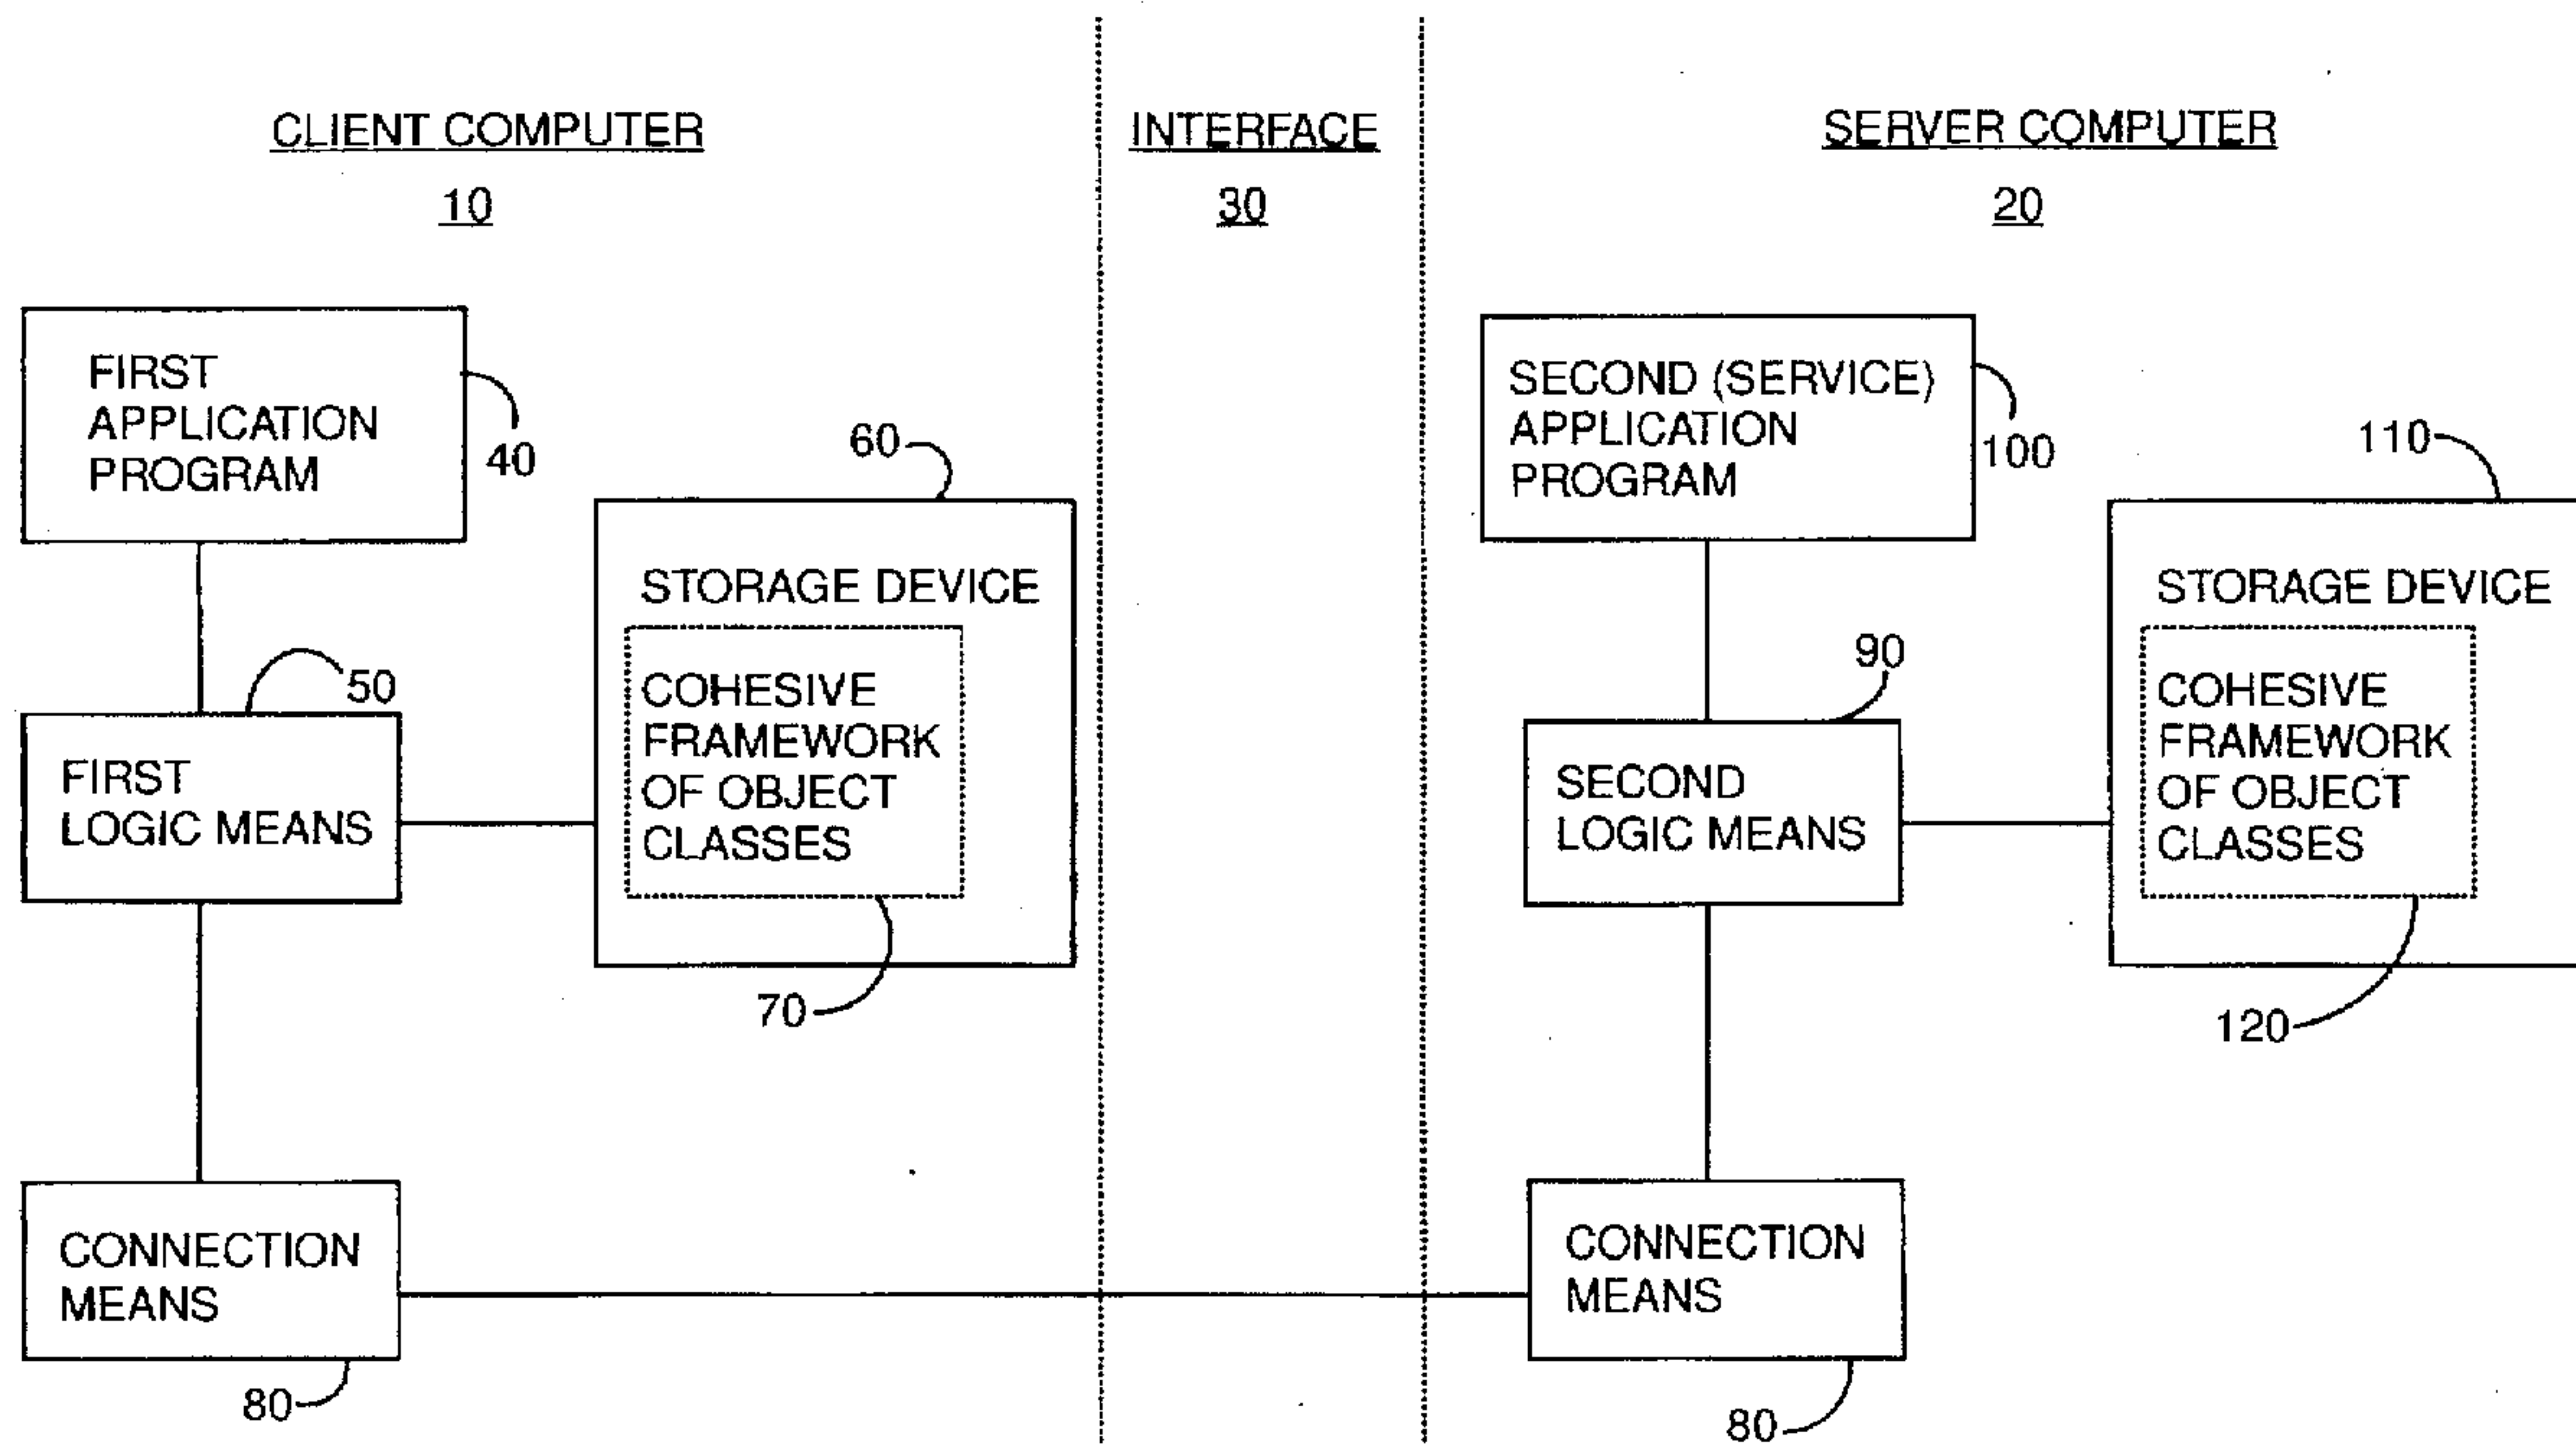 CLIENT COMPUTER
10
INTERFACE
30
SERVER COMPUTER
20
FIRST
APPLICATION
PROGRAM
40
60
STORAGE DEVICE
COHESIVE
FRAMEWORK
OF OBJECT
CLASSES
70
50
FIRST
LOGIC MEANS
CONNECTION
MEANS
80
SECOND (SERVICE)
APPLICATION
PROGRAM
100
110
STORAGE DEVICE
COHESIVE
FRAMEWORK
OF OBJECT
CLASSES
120
90
SECOND
LOGIC MEANS
CONNECTION
MEANS
80